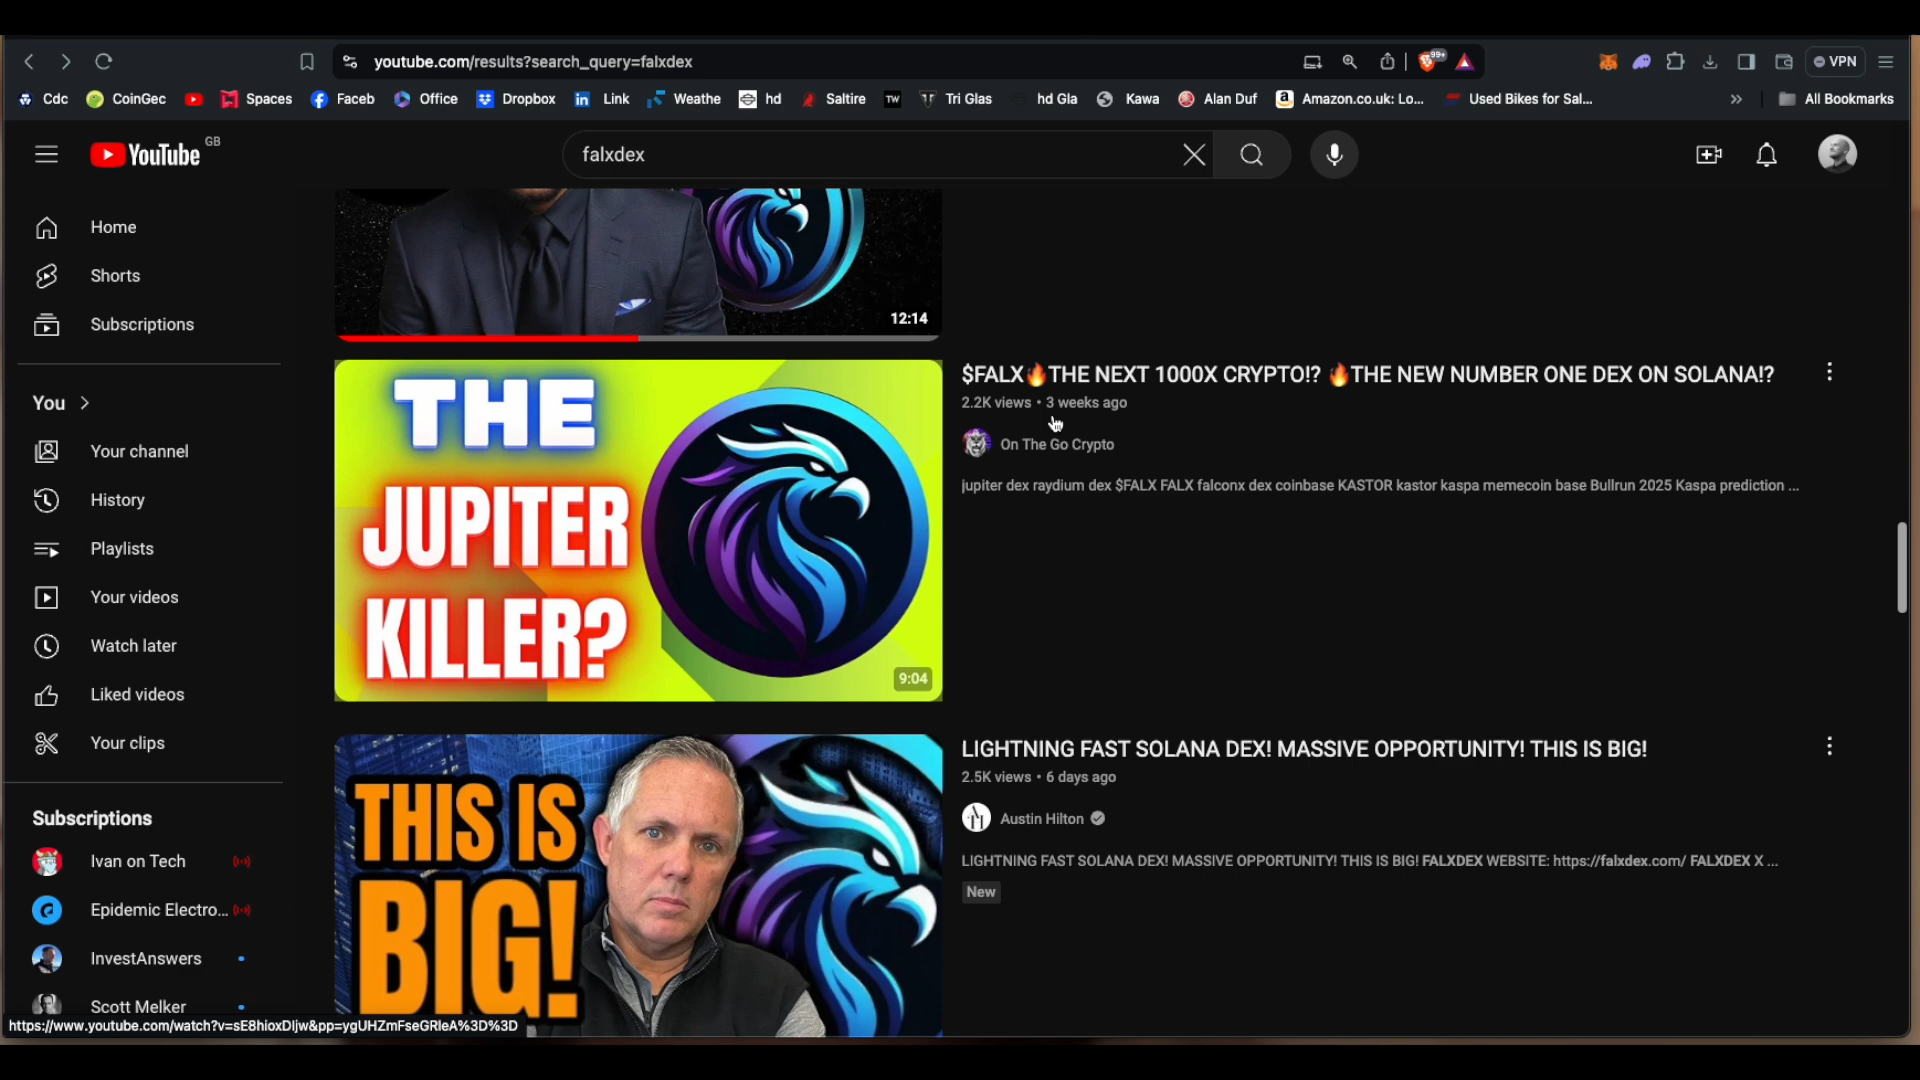 youtube.com/results?search_query=falxdex
99+
VPN
Cdc
CoinGec
Spaces
Faceb
Office
Dropbox
Link
Weathe
hd
Saltire
TW
Tri Glas
hd Gla
Kawa
Alan Duf
Amazon.co.uk: Lo...
Used Bikes for Sal...
»
All Bookmarks
YouTube GB
falxdex
Home
Shorts
Subscriptions
You
Your channel
History
Playlists
Your videos
Watch later
Liked videos
Your clips
Subscriptions
Ivan on Tech
Epidemic Electro...
InvestAnswers
Scott Melker
12:14
THE
JUPITER
KILLER?
9:04
$FALX🔥THE NEXT 1000X CRYPTO!? 🔥THE NEW NUMBER ONE DEX ON SOLANA!?
2.2K views • 3 weeks ago
On The Go Crypto
jupiter dex raydium dex $FALX FALX falconx dex coinbase KASTOR kastor kaspa memecoin base Bullrun 2025 Kaspa prediction ...
THIS IS
BIG!
LIGHTNING FAST SOLANA DEX! MASSIVE OPPORTUNITY! THIS IS BIG!
2.5K views • 6 days ago
Austin Hilton
LIGHTNING FAST SOLANA DEX! MASSIVE OPPORTUNITY! THIS IS BIG! FALXDEX WEBSITE: https://falxdex.com/ FALXDEX X ...
New
https://www.youtube.com/watch?v=sE8hioxDljw&pp=ygUHZmFseGRleA%3D%3D